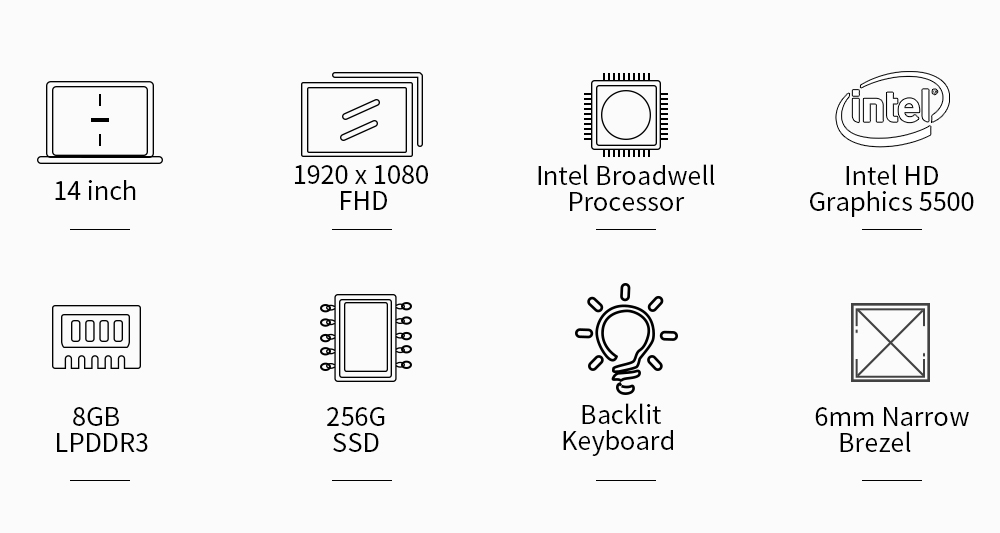 14 inch
1920 x 1080
FHD
Intel Broadwell
Processor
intel®
Intel HD
Graphics 5500
8GB
LPDDR3
256G
SSD
Backlit
Keyboard
6mm Narrow
Brezel